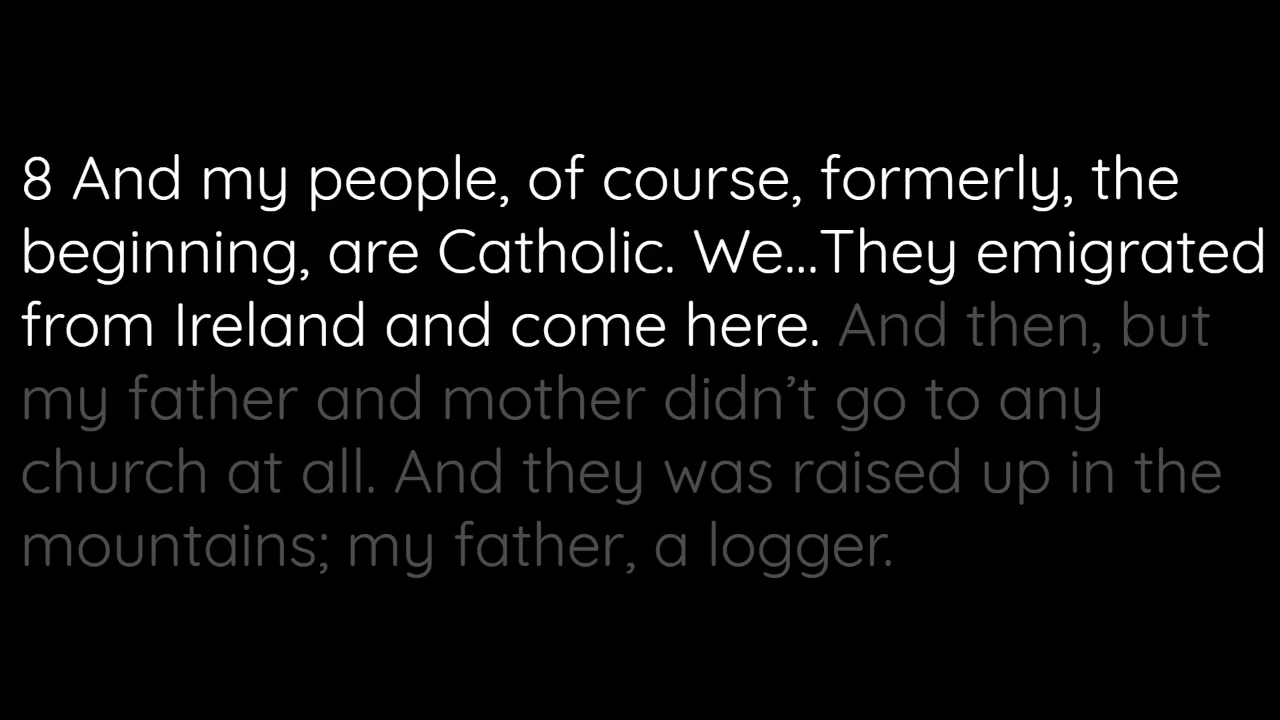 8 And my people, of course, formerly, the
beginning, are Catholic. We...They emigrated
from Ireland and come here. And then, but
my father and mother didn’t go to any
church at all. And they was raised up in the
mountains; my father, a logger.